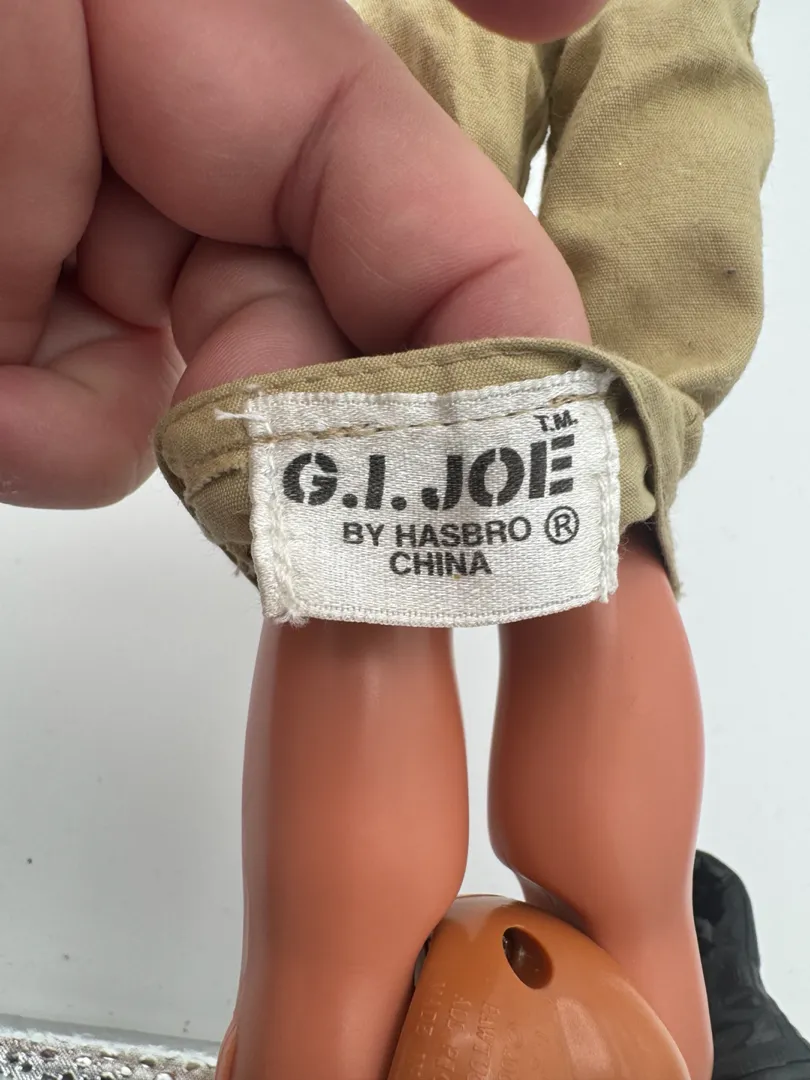 T.M.
G.I. JOE
BY HASBRO ®
CHINA